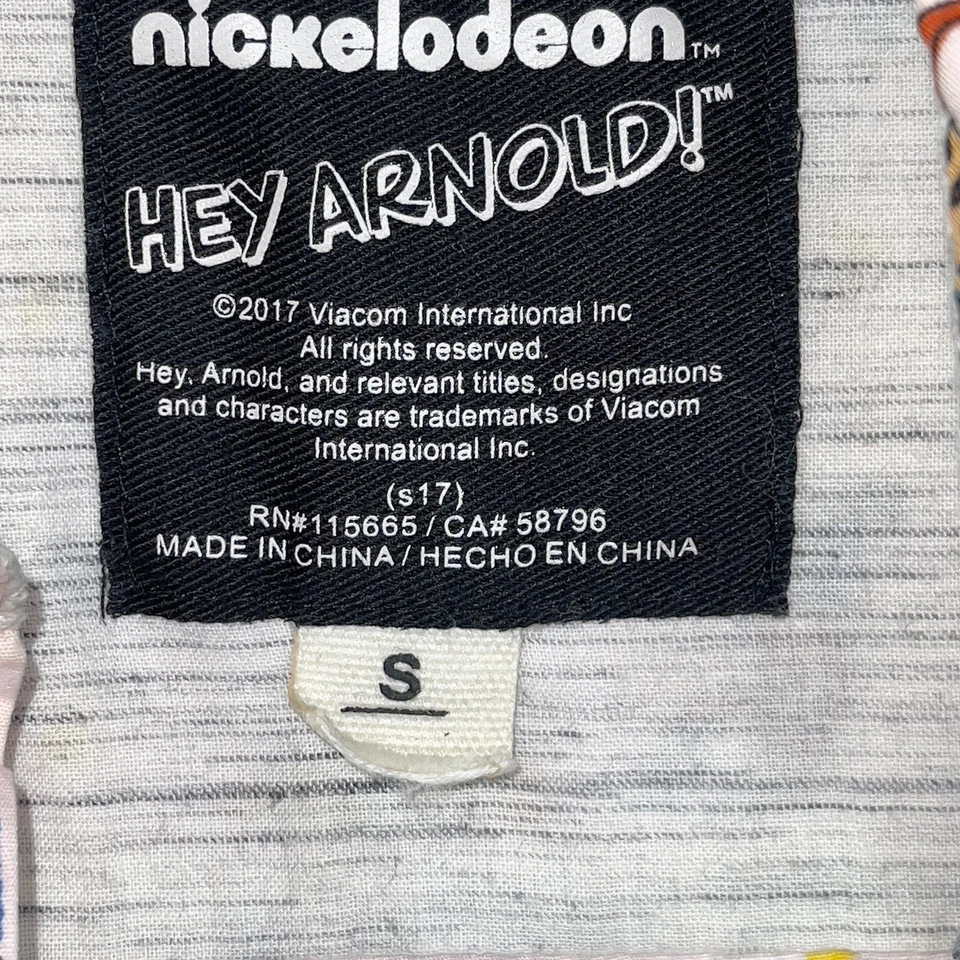 nickelodeon™
HEY ARNOLD!™
©2017 Viacom International Inc
All rights reserved.
Hey, Arnold, and relevant titles, designations
and characters are trademarks of Viacom
International Inc.
(s17)
RN#115665 / CA# 58796
MADE IN CHINA / HECHO EN CHINA
S